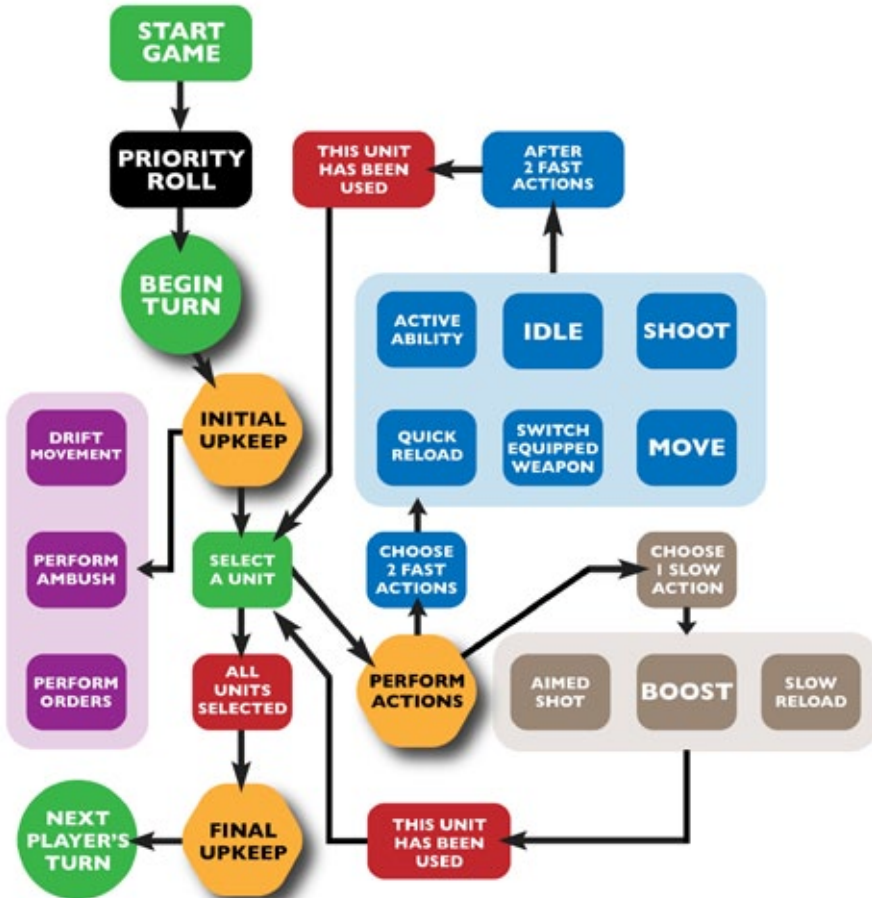 START
GAME
PRIORITY
ROLL
THIS UNIT
HAS BEEN
USED
AFTER
2 FAST
ACTIONS
BEGIN
TURN
ACTIVE
ABILITY
IDLE
SHOOT
INITIAL
UPKEEP
DRIFT
MOVEMENT
QUICK
RELOAD
SWITCH
EQUIPPED
WEAPON
MOVE
PERFORM
AMBUSH
SELECT
A UNIT
CHOOSE
2 FAST
ACTIONS
CHOOSE
1 SLOW
ACTION
PERFORM
ORDERS
ALL
UNITS
SELECTED
PERFORM
ACTIONS
AIMED
SHOT
BOOST
SLOW
RELOAD
NEXT
PLAYER'S
TURN
FINAL
UPKEEP
THIS UNIT
HAS BEEN
USED